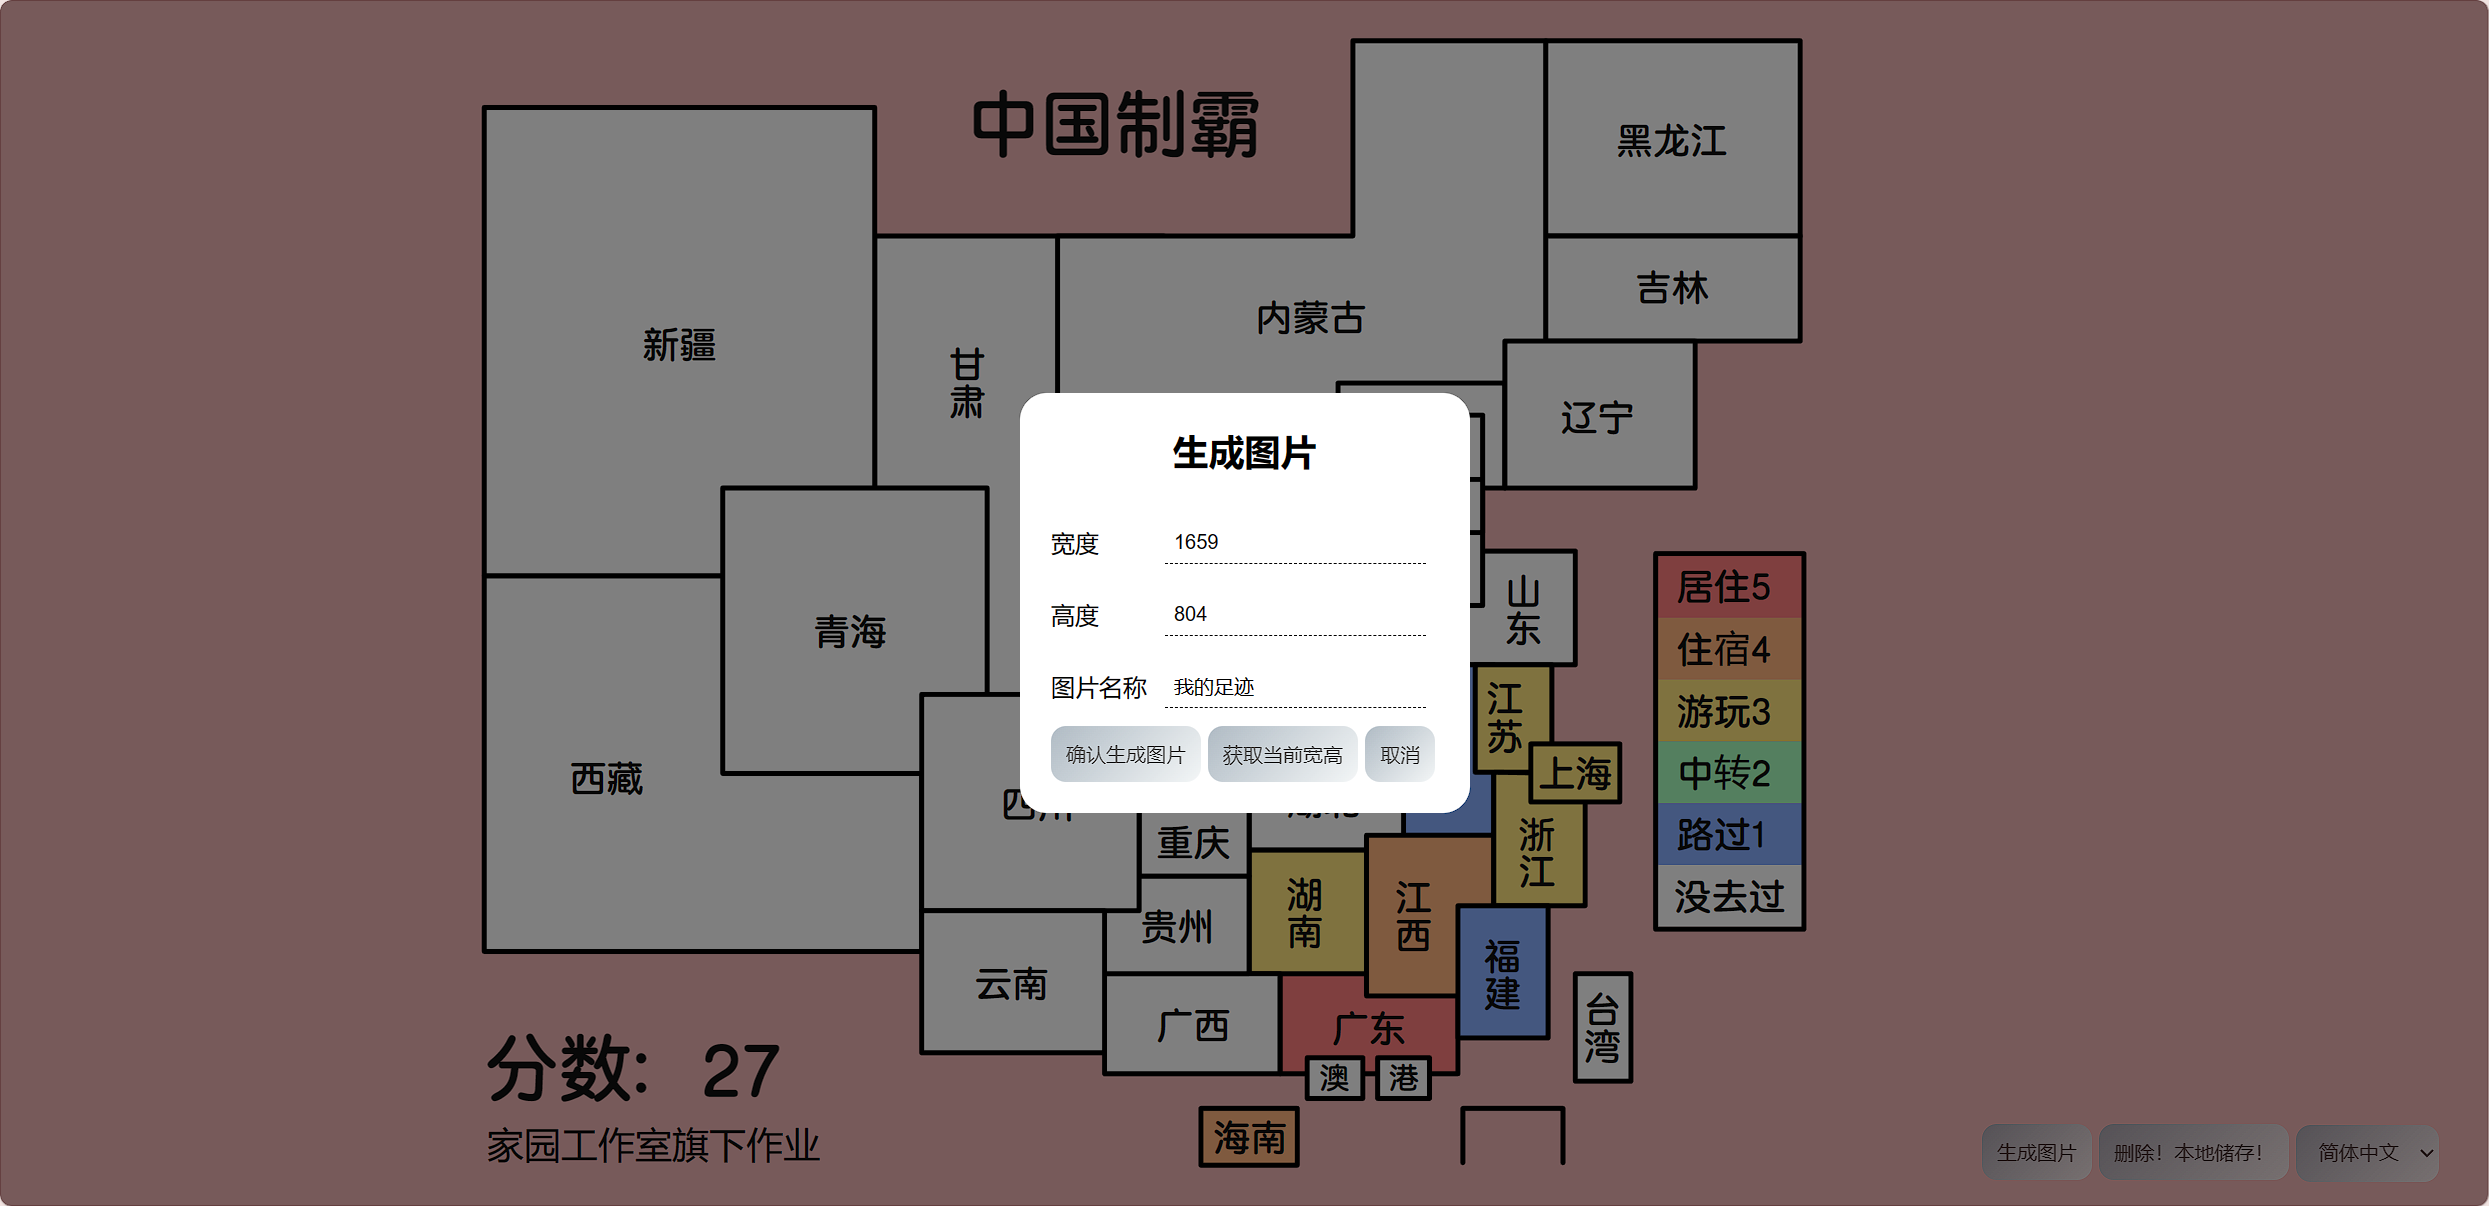 中国制霸
黑龙江
吉林
内蒙古
新疆
甘肃
辽宁
生成图片
宽度 1659
高度 804
图片名称 我的足迹
确认生成图片 获取当前宽高 取消
山东
青海
西藏
江苏
上海
四川
重庆
浙江
湖南
江西
贵州
福建
云南
广西
广东
台湾
澳
港
海南
居住5
住宿4
游玩3
中转2
路过1
没去过
分数: 27
家园工作室旗下作业
生成图片 删除！本地储存！ 简体中文